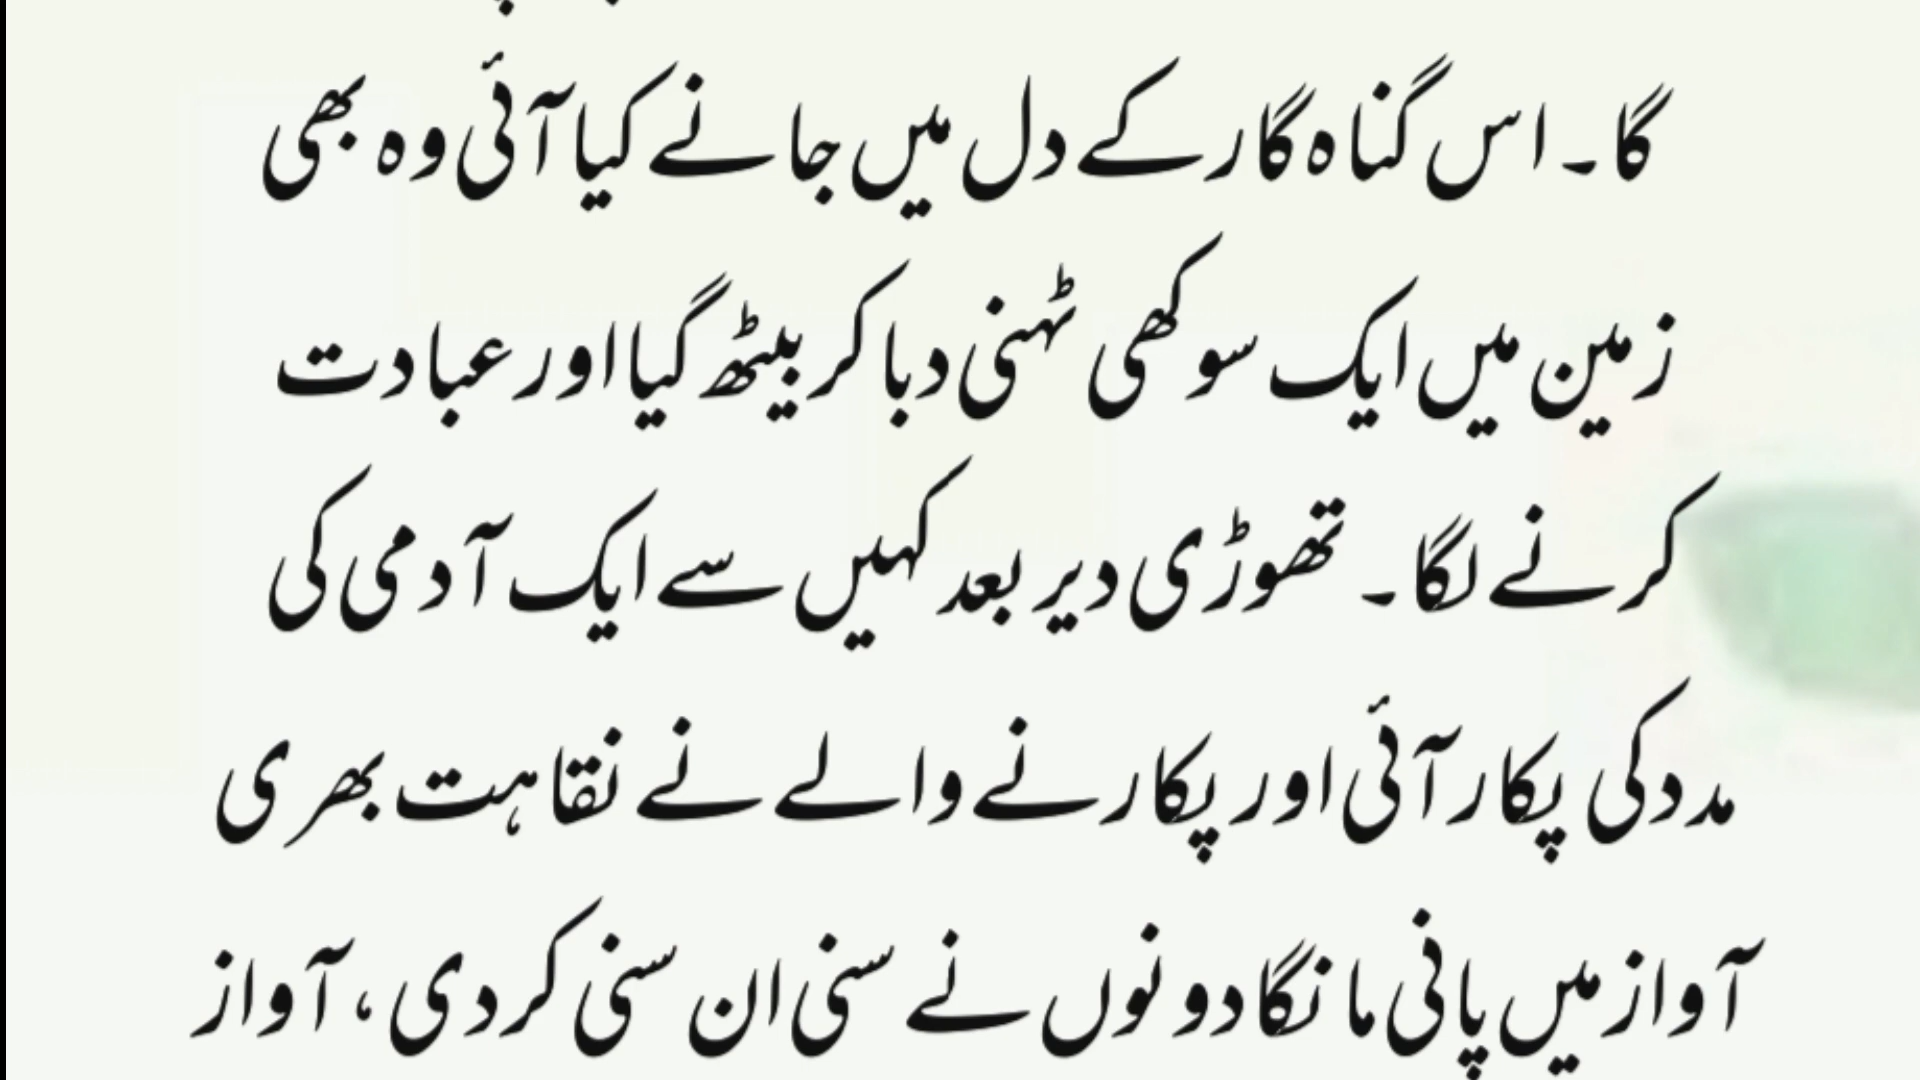 گا۔ اس گناہ گار کے دل میں جانے کیا آئی وہ بھی
زمین میں ایک سوکھی ٹہنی دبا کر بیٹھ گیا اور عبادت
کرنے لگا۔ تھوڑی دیر بعد کہیں سے ایک آدمی کی
مدد کی پکار آئی اور پکارنے والے نے نقاہت بھری
آواز میں پانی مانگا دونوں نے سنی ان سنی کر دی، آواز